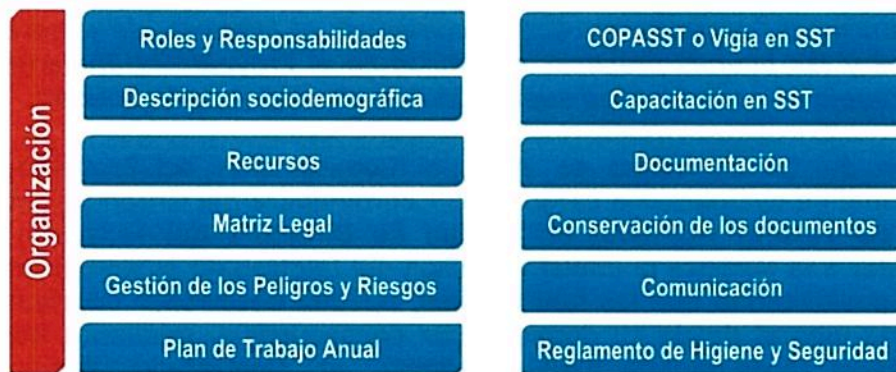 Organización
Roles y Responsabilidades
Descripción sociodemográfica
Recursos
Matriz Legal
Gestión de los Peligros y Riesgos
Plan de Trabajo Anual
COPASST o Vigía en SST
Capacitación en SST
Documentación
Conservación de los documentos
Comunicación
Reglamento de Higiene y Seguridad